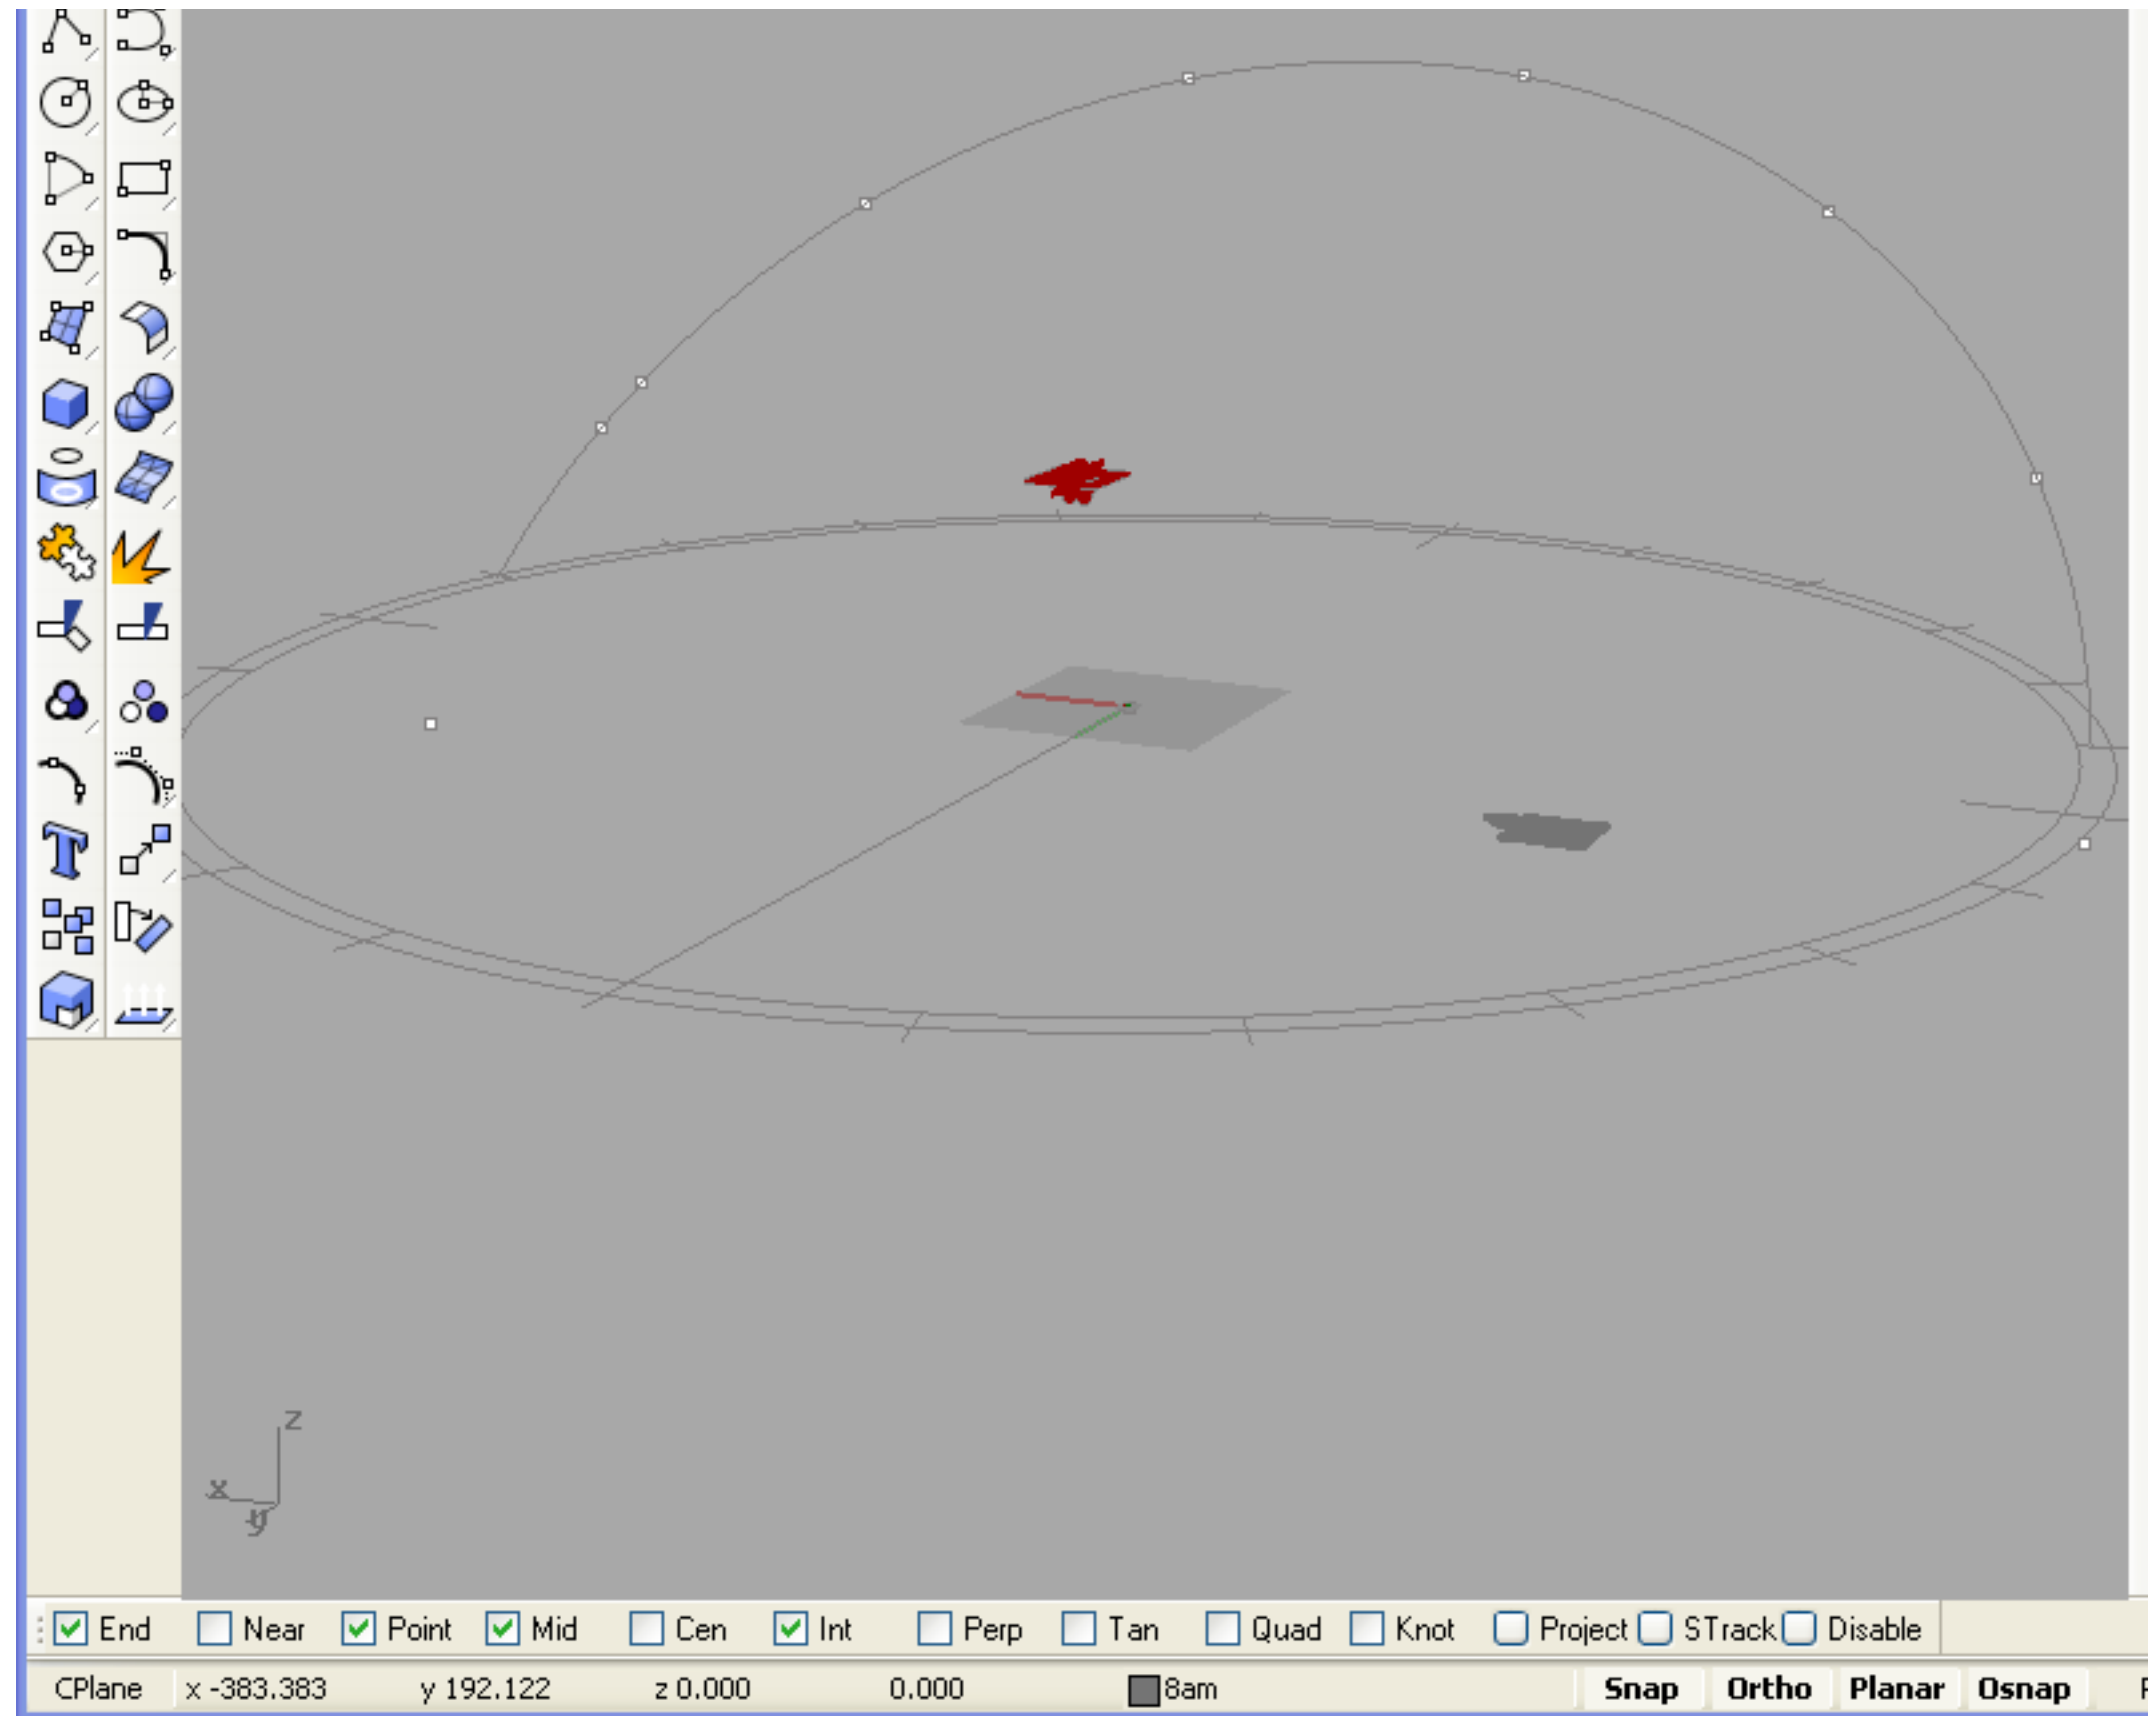 z
x
y
End Near Point Mid Cen Int Perp Tan Quad Knot Project STrack Disable
CPlane x -383.383 y 192.122 z 0.000 0.000 8am Snap Ortho Planar Osnap